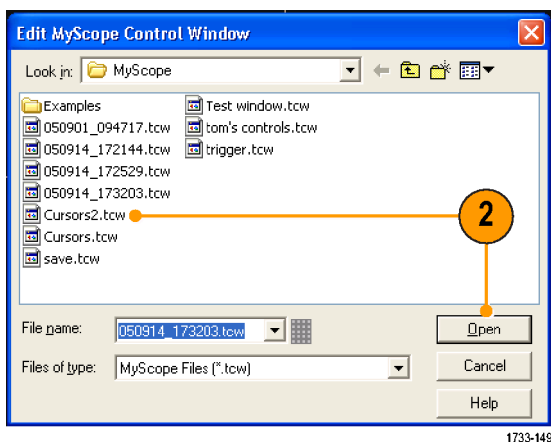 Edit MyScope Control Window
Look in: MyScope
Examples
050901_094717.tcw
050914_172144.tcw
050914_172529.tcw
050914_173203.tcw
Cursors2.tcw
Cursors.tcw
save.tcw
Test window.tcw
tom's controls.tcw
trigger.tcw
2
File name: 050914_173203.tcw Open
Files of type: MyScope Files (*.tcw) Cancel
Help
1733-149